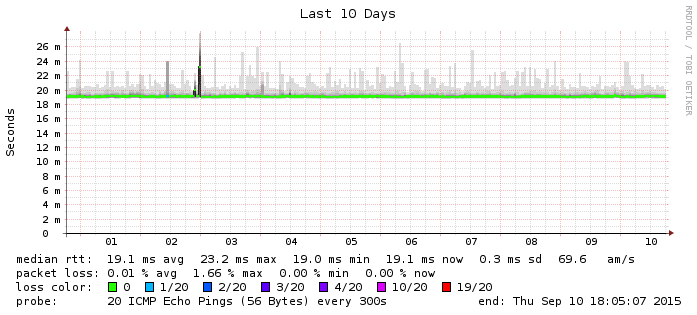 Last 10 Days
RRDTOOL / TOBI OETIKER
Seconds
26 m
24 m
22 m
20 m
18 m
16 m
14 m
12 m
10 m
8 m
6 m
4 m
2 m
0
01 02 03 04 05 06 07 08 09 10
median rtt: 19.1 ms avg 23.2 ms max 19.0 ms min 19.1 ms now 0.3 ms sd 69.6 am/s
packet loss: 0.01 % avg 1.66 % max 0.00 % min 0.00 % now
loss color: 0 1/20 2/20 3/20 4/20 10/20 19/20
probe: 20 ICMP Echo Pings (56 Bytes) every 300s end: Thu Sep 10 18:05:07 2015